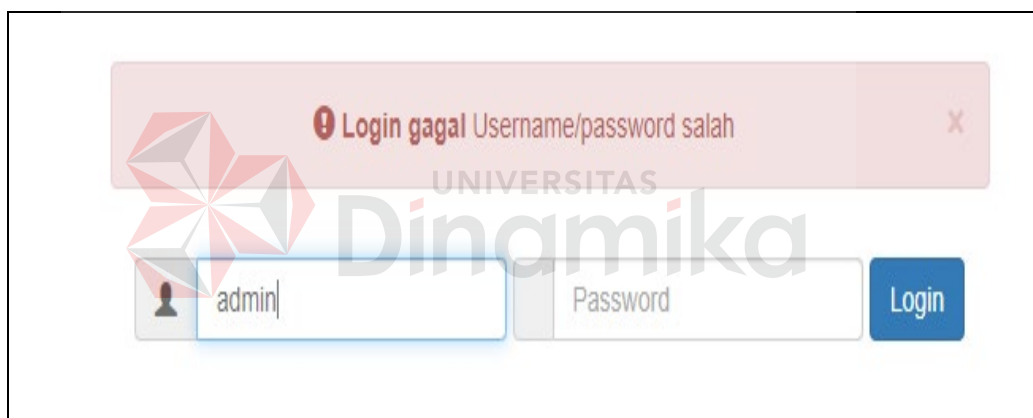 Login gagal Username/password salah
x
UNIVERSITAS
Dinamika
admin
Password
Login